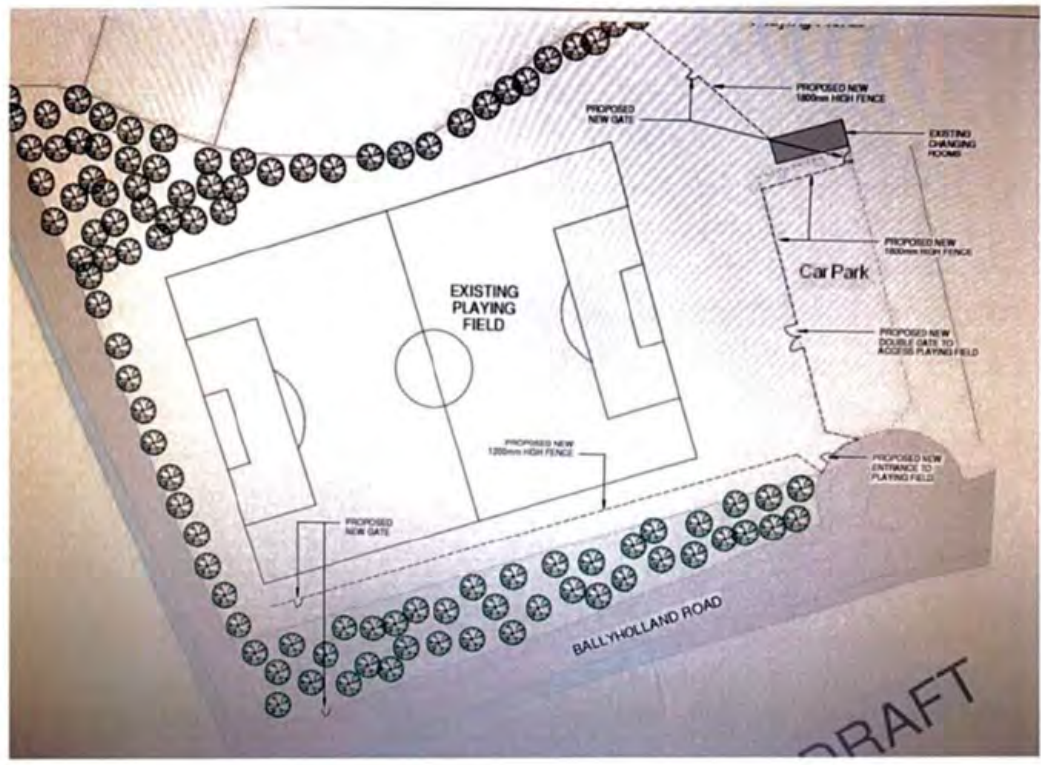 PROPOSED NEW
1800mm HIGH FENCE
PROPOSED
NEW GATE
EXISTING
CHANGING
ROOMS
PROPOSED NEW
1800mm HIGH FENCE
Car Park
EXISTING
PLAYING
FIELD
PROPOSED NEW
DOUBLE GATE TO
ACCESS PLAYING FIELD
PROPOSED NEW
1200mm HIGH FENCE
PROPOSED NEW
ENTRANCE TO
PLAYING FIELD
PROPOSED
NEW GATE
BALLYHOLLAND ROAD
DRAFT